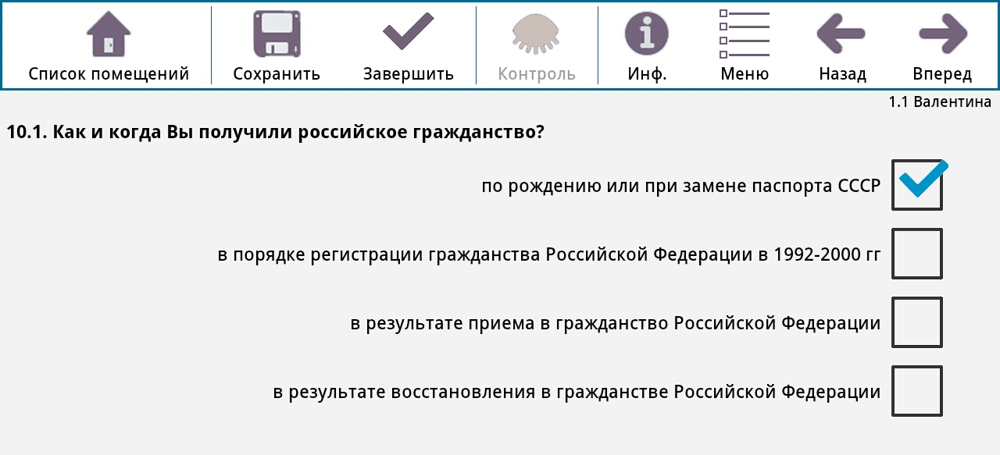 Список помещений
Сохранить
Завершить
Контроль
Инф.
Меню
Назад
Вперед
1.1 Валентина
10.1. Как и когда Вы получили российское гражданство?
по рождению или при замене паспорта СССР
в порядке регистрации гражданства Российской Федерации в 1992-2000 гг
в результате приема в гражданство Российской Федерации
в результате восстановления в гражданстве Российской Федерации